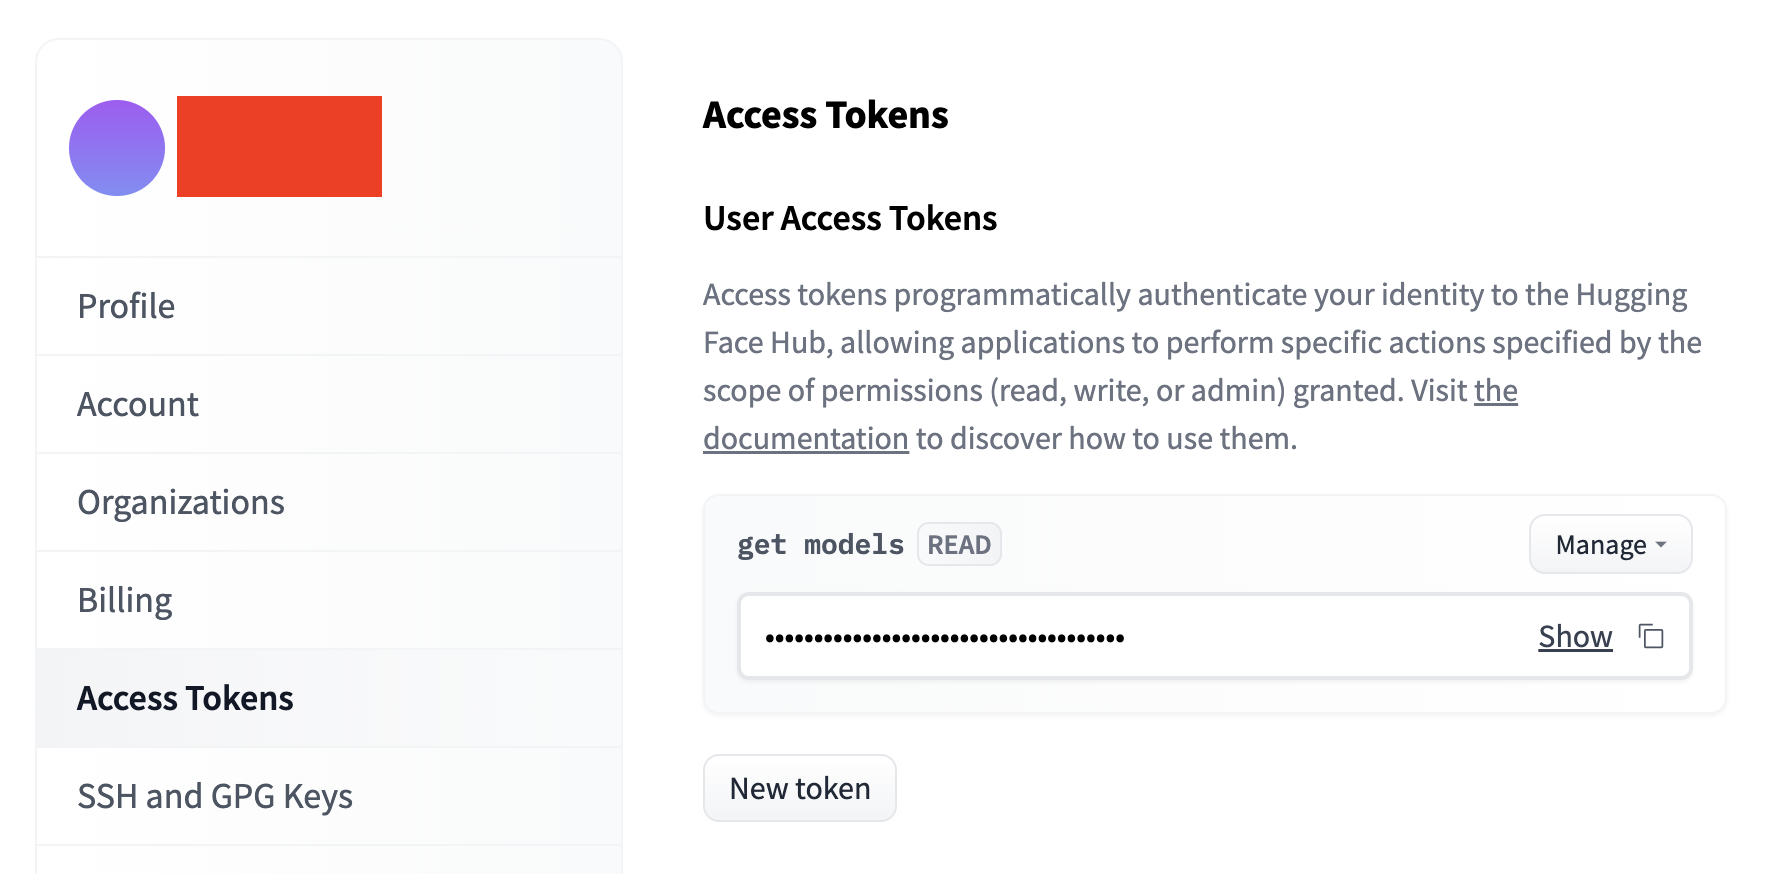 Profile
Account
Organizations
Billing
Access Tokens
SSH and GPG Keys
Access Tokens
User Access Tokens
Access tokens programmatically authenticate your identity to the Hugging
Face Hub, allowing applications to perform specific actions specified by the
scope of permissions (read, write, or admin) granted. Visit the
documentation to discover how to use them.
get models READ
Manage
•••••••••••••••••••••••••••••••••••••
Show
New token